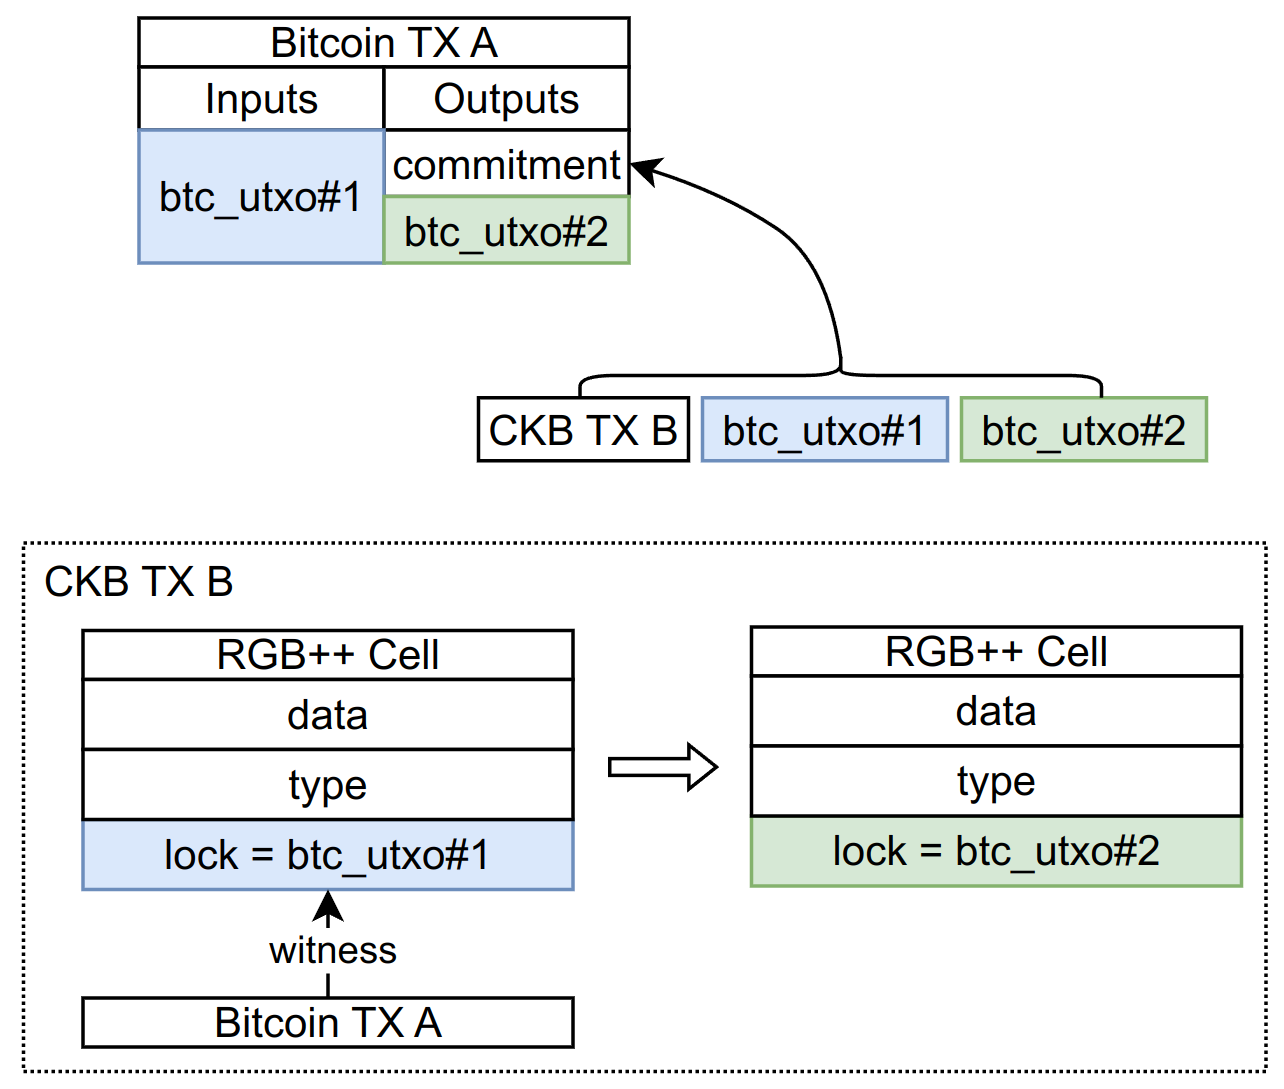 Bitcoin TX A
Inputs
Outputs
btc_utxo#1
commitment
btc_utxo#2
CKB TX B
btc_utxo#1
btc_utxo#2
CKB TX B
RGB++ Cell
data
type
lock = btc_utxo#1
witness
Bitcoin TX A
RGB++ Cell
data
type
lock = btc_utxo#2